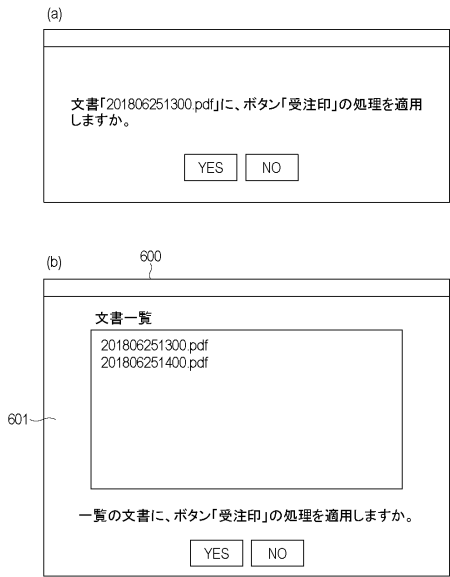 (a)
文書「201806251300.pdf」に、ボタン「受注印」の処理を適用
しますか。
YES NO
(b)
600
文書一覧
201806251300.pdf
201806251400.pdf
601
一覧の文書に、ボタン「受注印」の処理を適用しますか。
YES NO